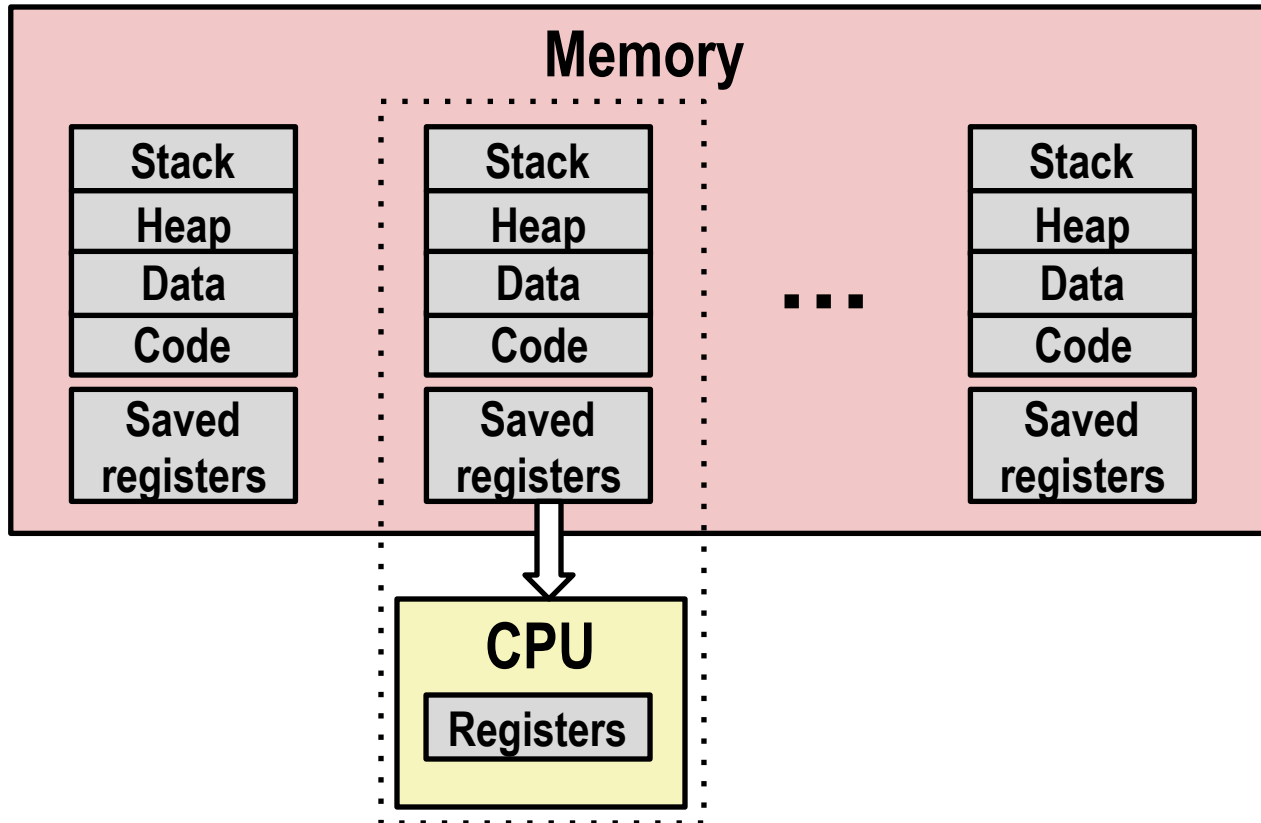 Memory
Stack
Heap
Data
Code
Saved
registers
Stack
Heap
Data
Code
Saved
registers
...
Stack
Heap
Data
Code
Saved
registers
CPU
Registers